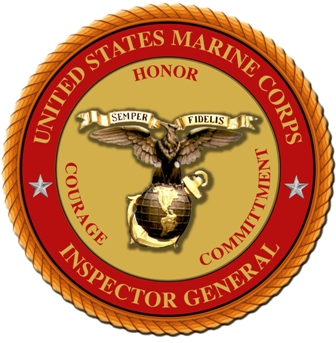 UNITED STATES MARINE CORPS
HONOR
SEMPER FIDELIS
COURAGE
COMMITTMENT
INSPECTOR GENERAL